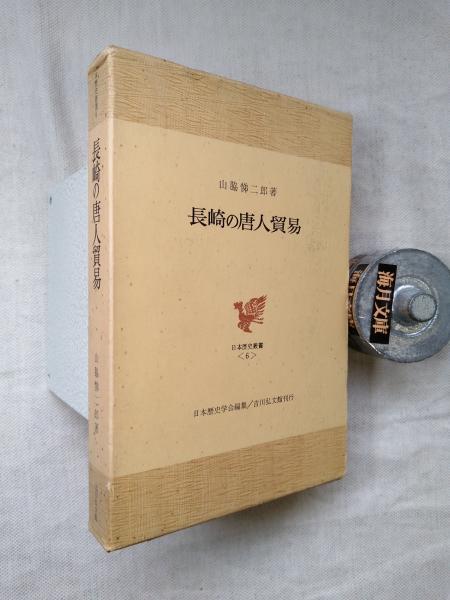 山脇悌二郎著
長崎の唐人貿易
日本歴史叢書
<6>
日本歴史学会編集/吉川弘文館刊行
長崎の唐人貿易
山脇悌二郎著
海月文庫